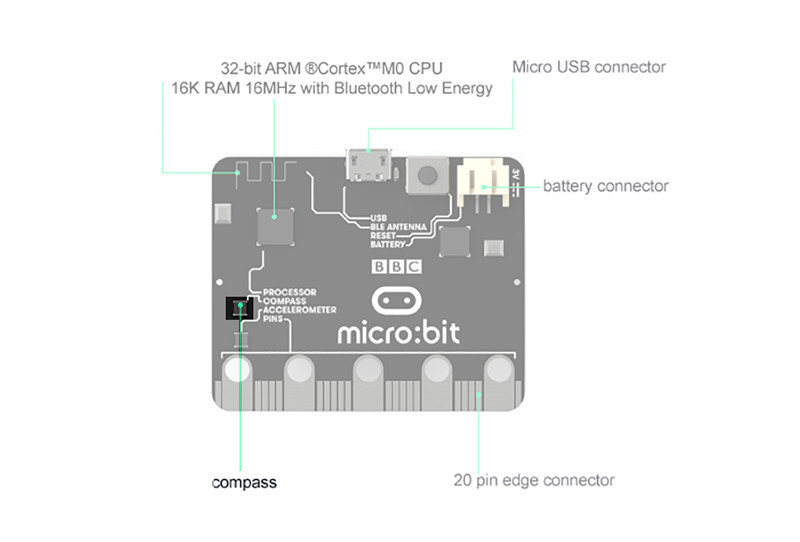 32-bit ARM ®Cortex™M0 CPU
16K RAM 16MHz with Bluetooth Low Energy
Micro USB connector
battery connector
3V
USB
BLE ANTENNA
RESET
BATTERY
BBC
PROCESSOR
COMPASS
ACCELEROMETER
PINS
micro:bit
compass
20 pin edge connector